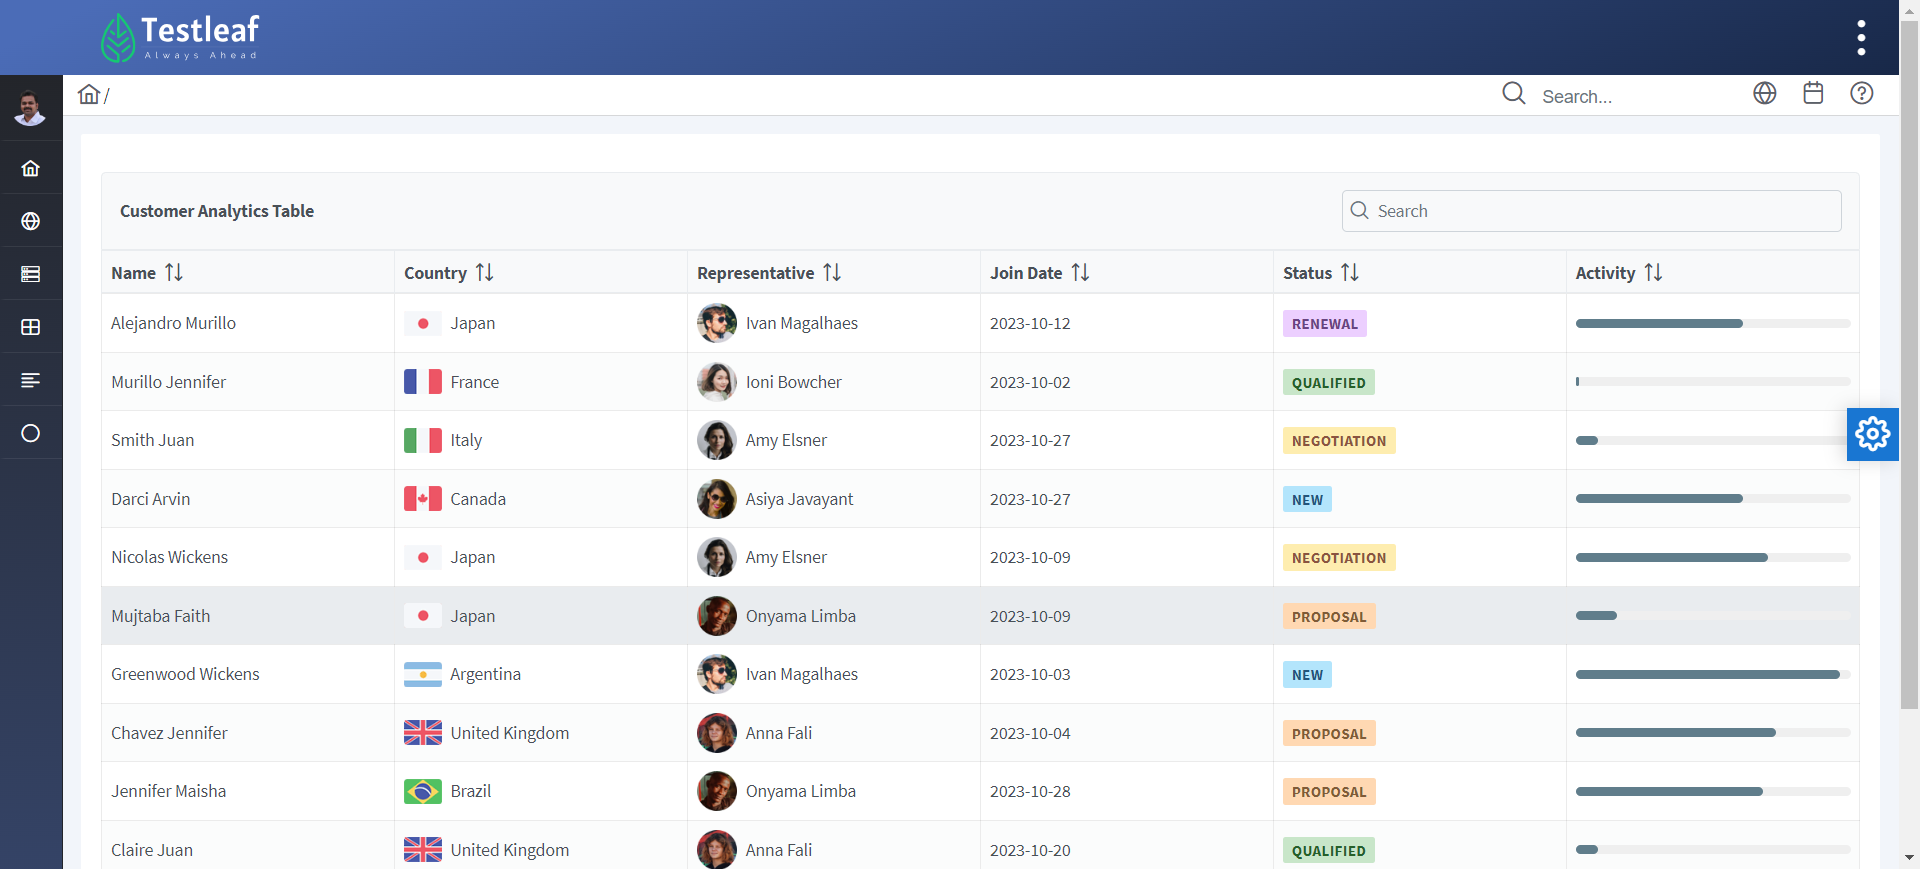 Testleaf
Always Ahead
/
Search...
Customer Analytics Table
Search
Name Country Representative Join Date Status Activity
Alejandro Murillo Japan Ivan Magalhaes 2023-10-12 RENEWAL
Murillo Jennifer France Ioni Bowcher 2023-10-02 QUALIFIED
Smith Juan Italy Amy Elsner 2023-10-27 NEGOTIATION
Darci Arvin Canada Asiya Javayant 2023-10-27 NEW
Nicolas Wickens Japan Amy Elsner 2023-10-09 NEGOTIATION
Mujtaba Faith Japan Onyama Limba 2023-10-09 PROPOSAL
Greenwood Wickens Argentina Ivan Magalhaes 2023-10-03 NEW
Chavez Jennifer United Kingdom Anna Fali 2023-10-04 PROPOSAL
Jennifer Maisha Brazil Onyama Limba 2023-10-28 PROPOSAL
Claire Juan United Kingdom Anna Fali 2023-10-20 QUALIFIED